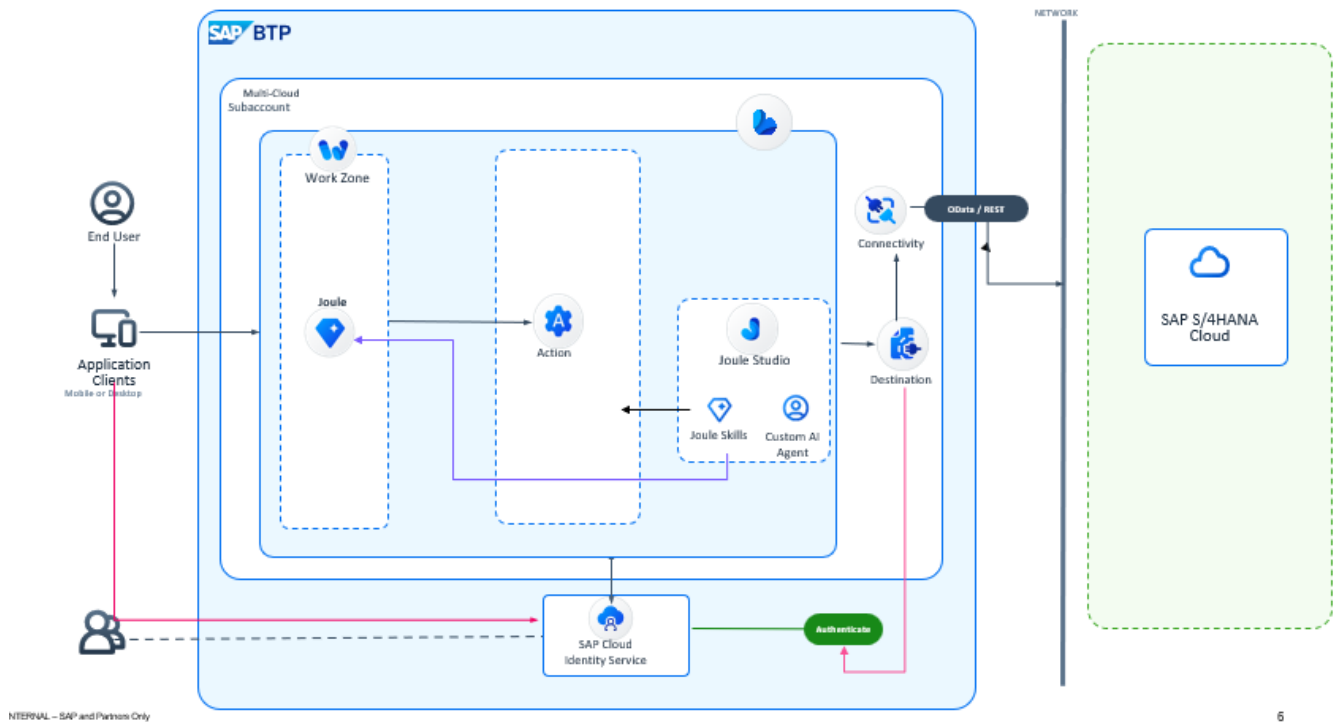 NETWORK
SAP BTP
Multi-Cloud
Subaccount
Work Zone
End User
Joule
Action
Joule Studio
Joule Skills
Custom AI
Agent
Connectivity
OData / REST
Destination
SAP S/4HANA
Cloud
Application
Clients
Mobile or Desktop
SAP Cloud
Identity Service
Authenticate
NTERNAL – SAP and Partners Only
6